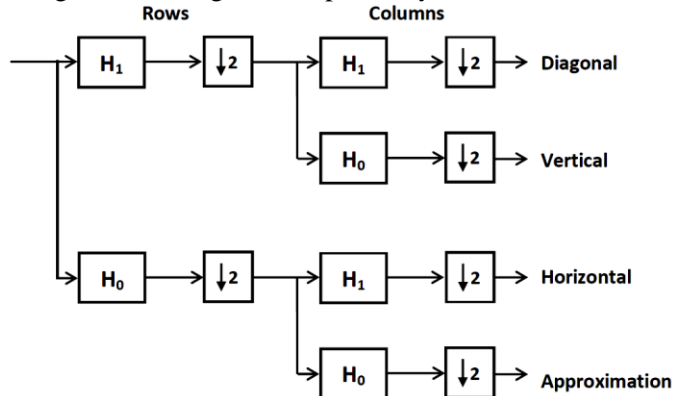 Rows Columns
H₁ ↓2 H₁ ↓2 Diagonal
H₀ ↓2 Vertical
H₀ ↓2 H₁ ↓2 Horizontal
H₀ ↓2 Approximation